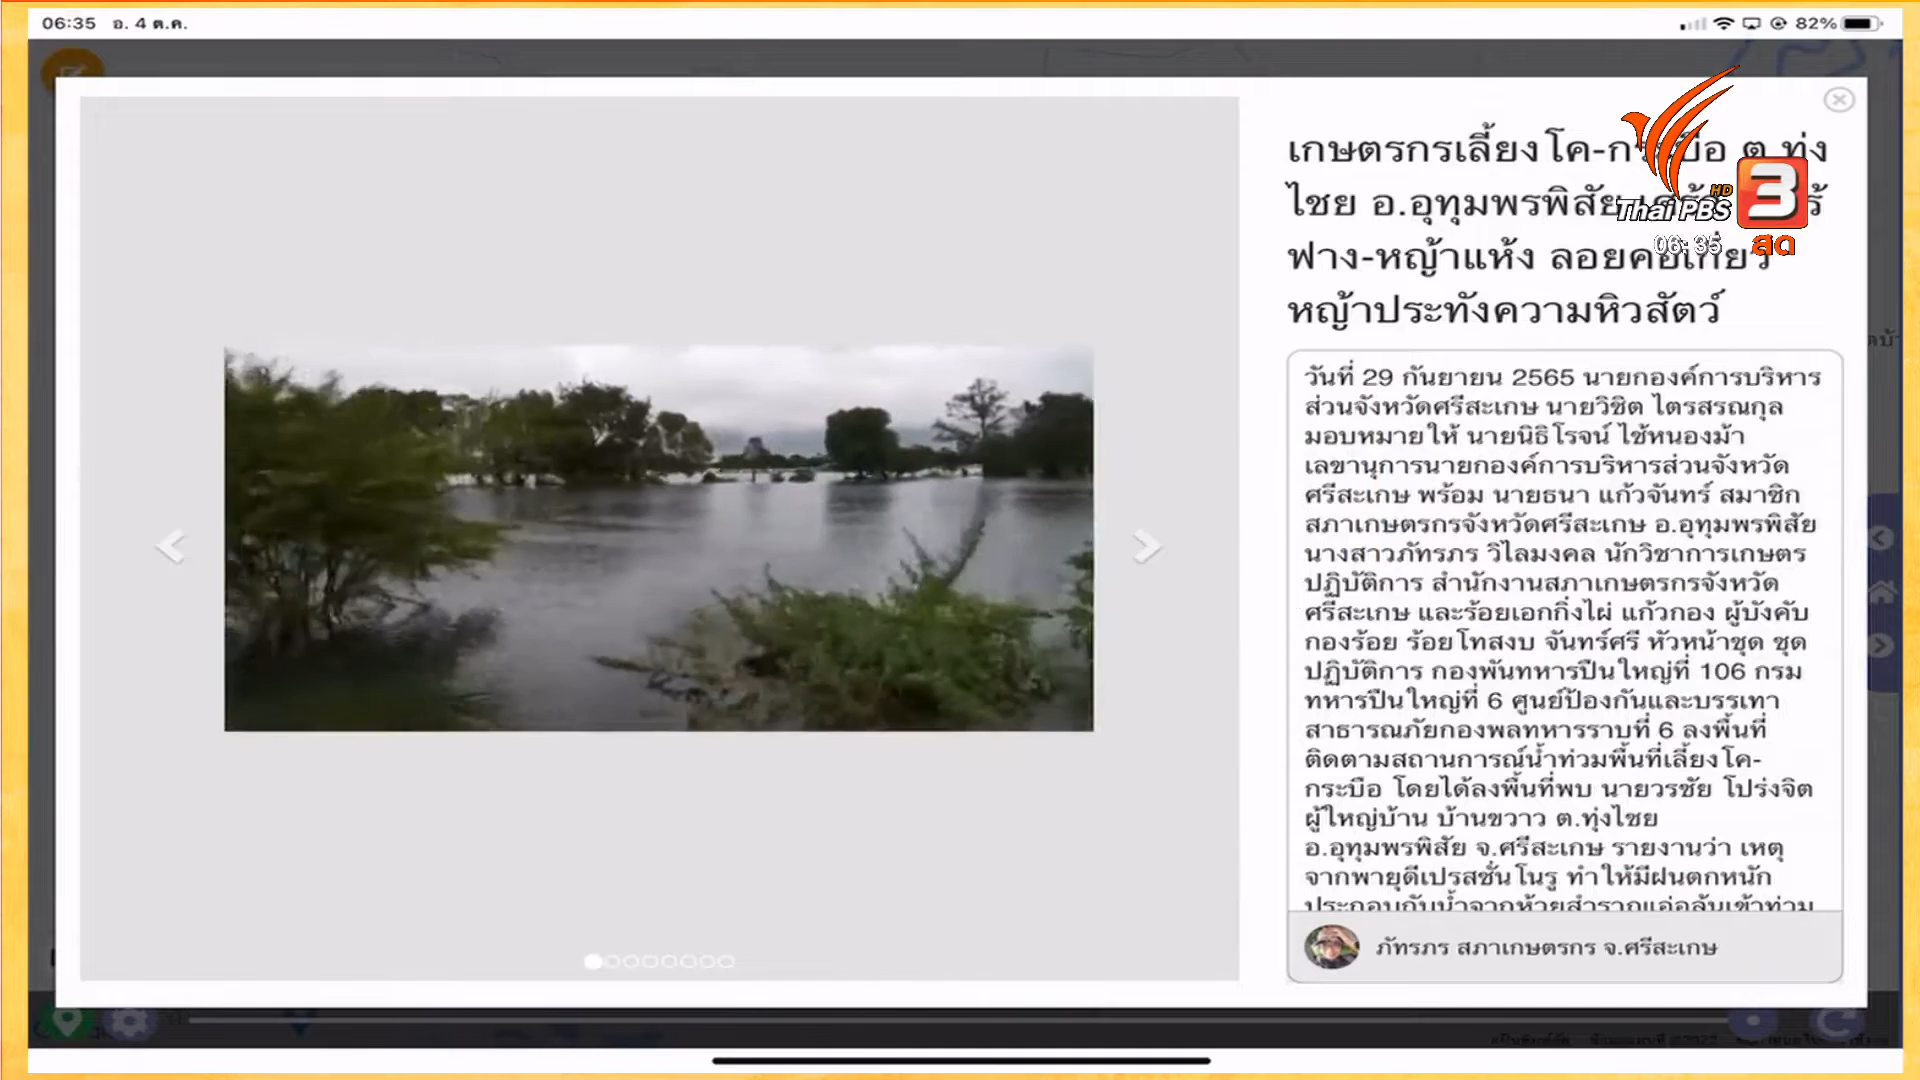 06:35 อ. 4 ต.ค.
82%
เกษตรกรเลี้ยงโค-กระบือ ต.ทุ่ง
ไชย อ.อุทุมพรพิสัย
ฟาง-หญ้าแห้ง ลอยคอเกี่ยว
หญ้าประทังความหิวสัตว์
Thai PBS HD 3
06:35 สด
วันที่ 29 กันยายน 2565 นายกองค์การบริหาร
ส่วนจังหวัดศรีสะเกษ นายวิชิต ไตรสรณกุล
มอบหมายให้ นายนิธิโรจน์ ไช้หนองม้า
เลขานุการนายกองค์การบริหารส่วนจังหวัด
ศรีสะเกษ พร้อม นายธนา แก้วจันทร์ สมาชิก
สภาเกษตรกรจังหวัดศรีสะเกษ อ.อุทุมพรพิสัย
นางสาวภัทรภร วิไลมงคล นักวิชาการเกษตร
ปฏิบัติการ สำนักงานสภาเกษตรกรจังหวัด
ศรีสะเกษ และร้อยเอกกิ่งไผ่ แก้วกอง ผู้บังคับ
กองร้อย ร้อยโทสงบ จันทร์ศรี หัวหน้าชุด ชุด
ปฏิบัติการ กองพันทหารปืนใหญ่ที่ 106 กรม
ทหารปืนใหญ่ที่ 6 ศูนย์ป้องกันและบรรเทา
สาธารณภัยกองพลทหารราบที่ 6 ลงพื้นที่
ติดตามสถานการณ์น้ำท่วมพื้นที่เลี้ยงโค-
กระบือ โดยได้ลงพื้นที่พบ นายวรชัย โปร่งจิต
ผู้ใหญ่บ้าน บ้านขวาว ต.ทุ่งไชย
อ.อุทุมพรพิสัย จ.ศรีสะเกษ รายงานว่า เหตุ
จากพายุดีเปรสชั่นโนรู ทำให้มีฝนตกหนัก
ประกอบกับน้ำจากห้วยสำราญเอ่อล้นเข้าท่วม
ภัทรภร สภาเกษตรกร จ.ศรีสะเกษ